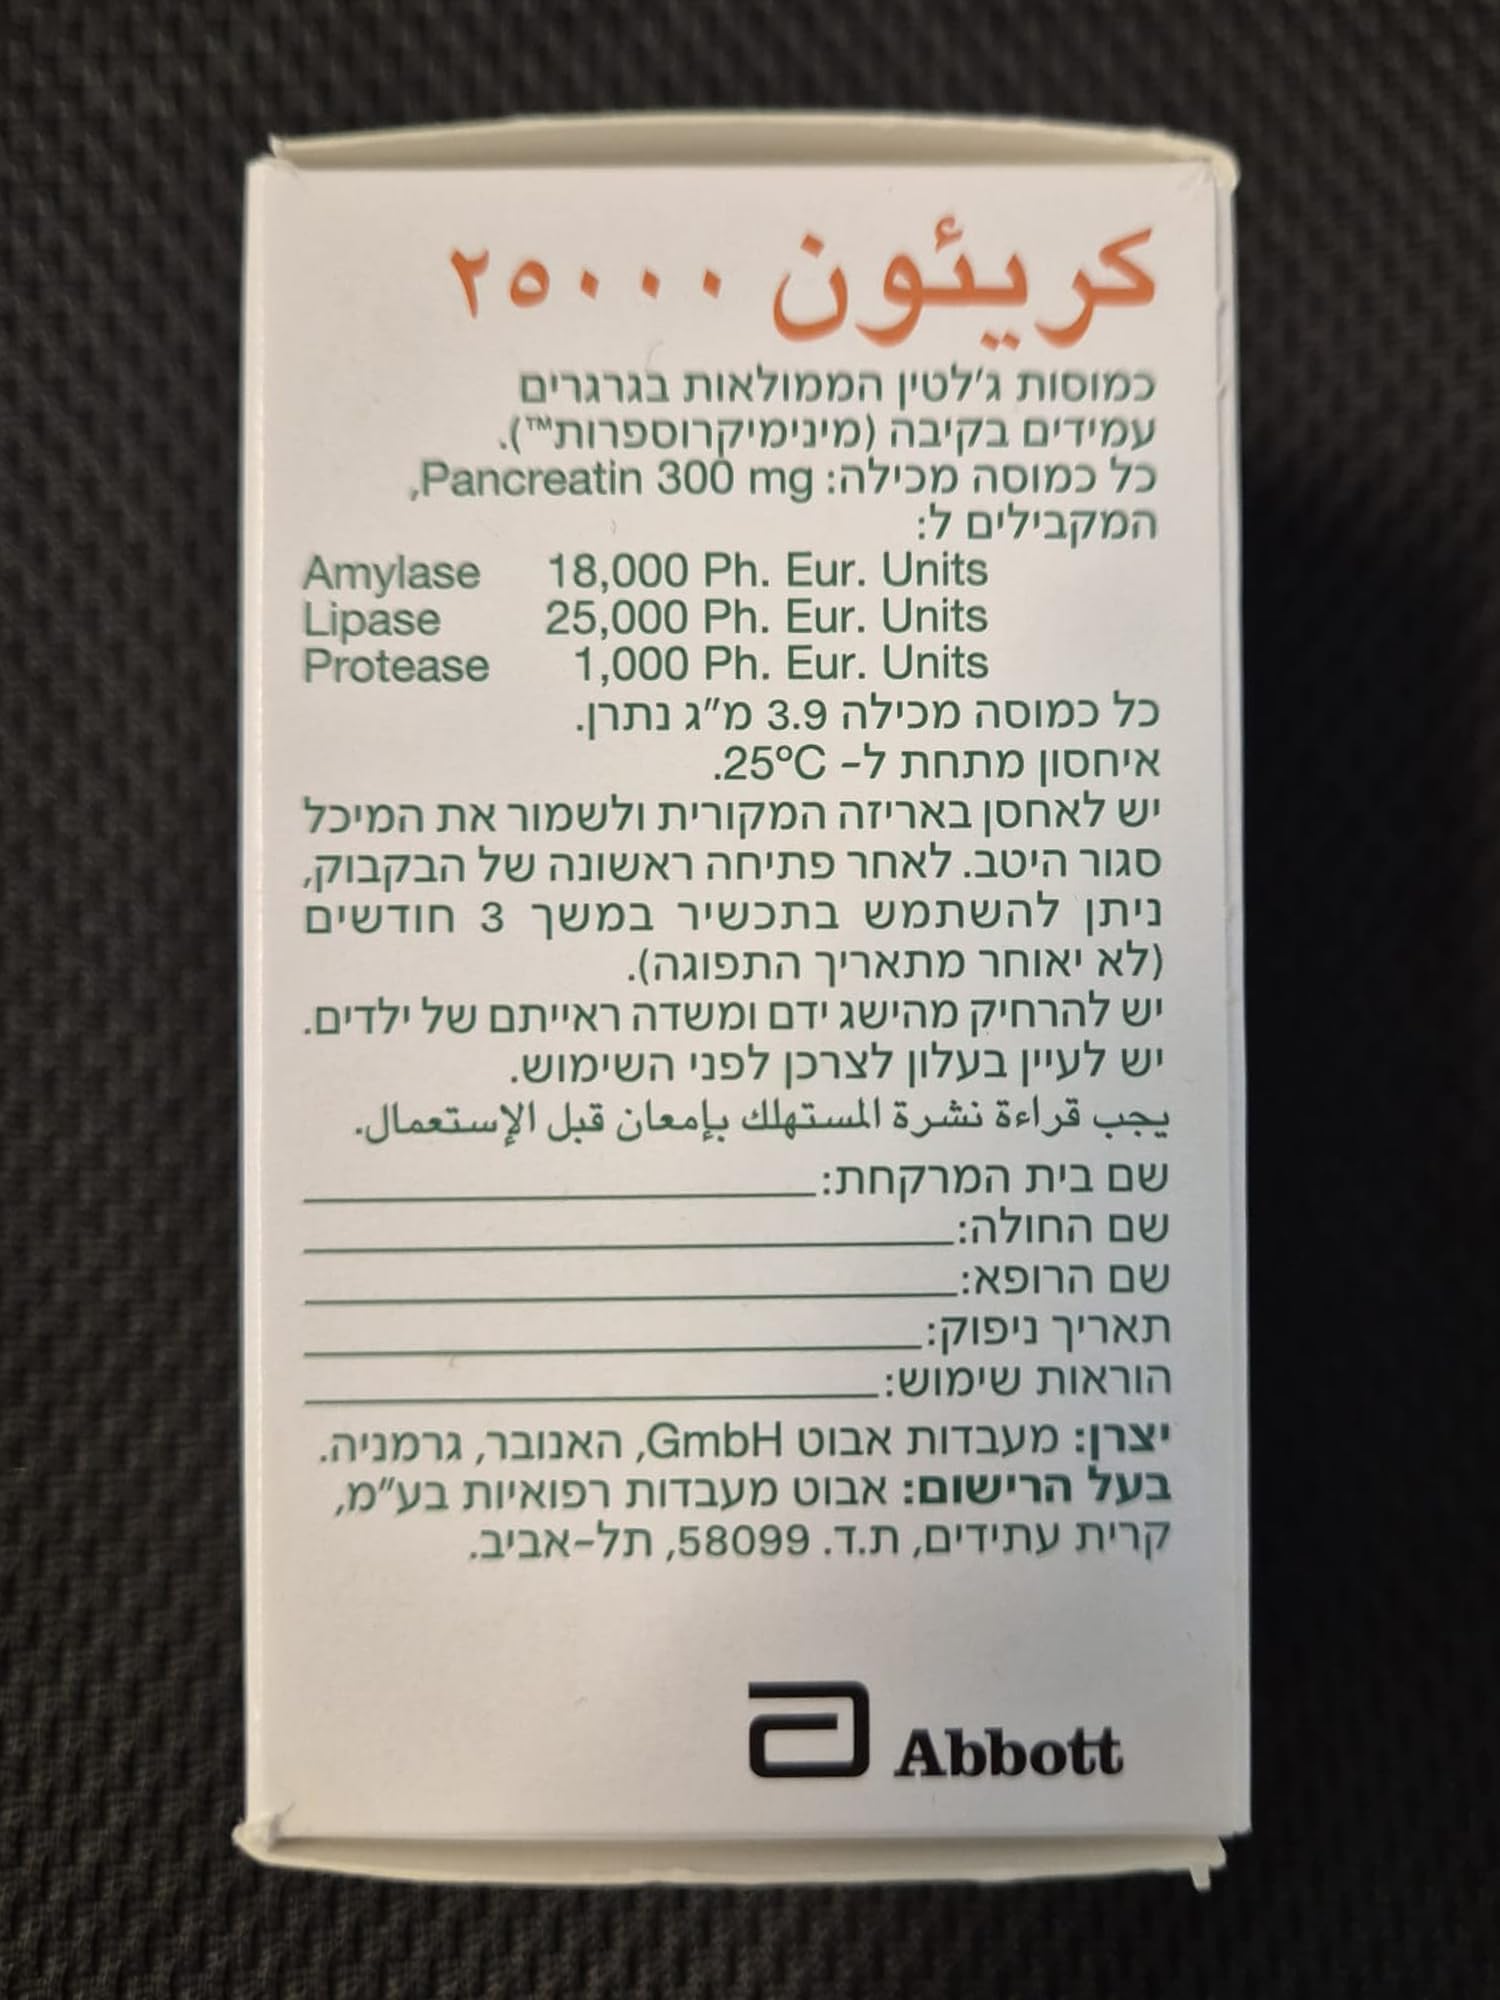 كريئون ٢٥٠٠٠
כמוסות ג'לטין הממולאות בגרגרים
עמידים בקיבה (מינימיקרוספרות™).
כל כמוסה מכילה: Pancreatin 300 mg,
המקבילים ל:
Amylase 18,000 Ph. Eur. Units
Lipase 25,000 Ph. Eur. Units
Protease 1,000 Ph. Eur. Units
כל כמוסה מכילה 3.9 מ"ג נתרן.
איחסון מתחת ל- 25°C.
יש לאחסן באריזה המקורית ולשמור את המיכל
סגור היטב. לאחר פתיחה ראשונה של הבקבוק,
ניתן להשתמש בתכשיר במשך 3 חודשים
(לא יאוחר מתאריך התפוגה).
יש להרחיק מהישג ידם ומשדה ראייתם של ילדים.
יש לעיין בעלון לצרכן לפני השימוש.
يجب قراءة نشرة المستهلك بإمعان قبل الإستعمال.
שם בית המרקחת:
שם החולה:
שם הרופא:
תאריך ניפוק:
הוראות שימוש:
יצרן: מעבדות אבוט GmbH, האנובר, גרמניה.
בעל הרישום: אבוט מעבדות רפואיות בע"מ,
קרית עתידים, ת.ד. 58099, תל-אביב.
Abbott